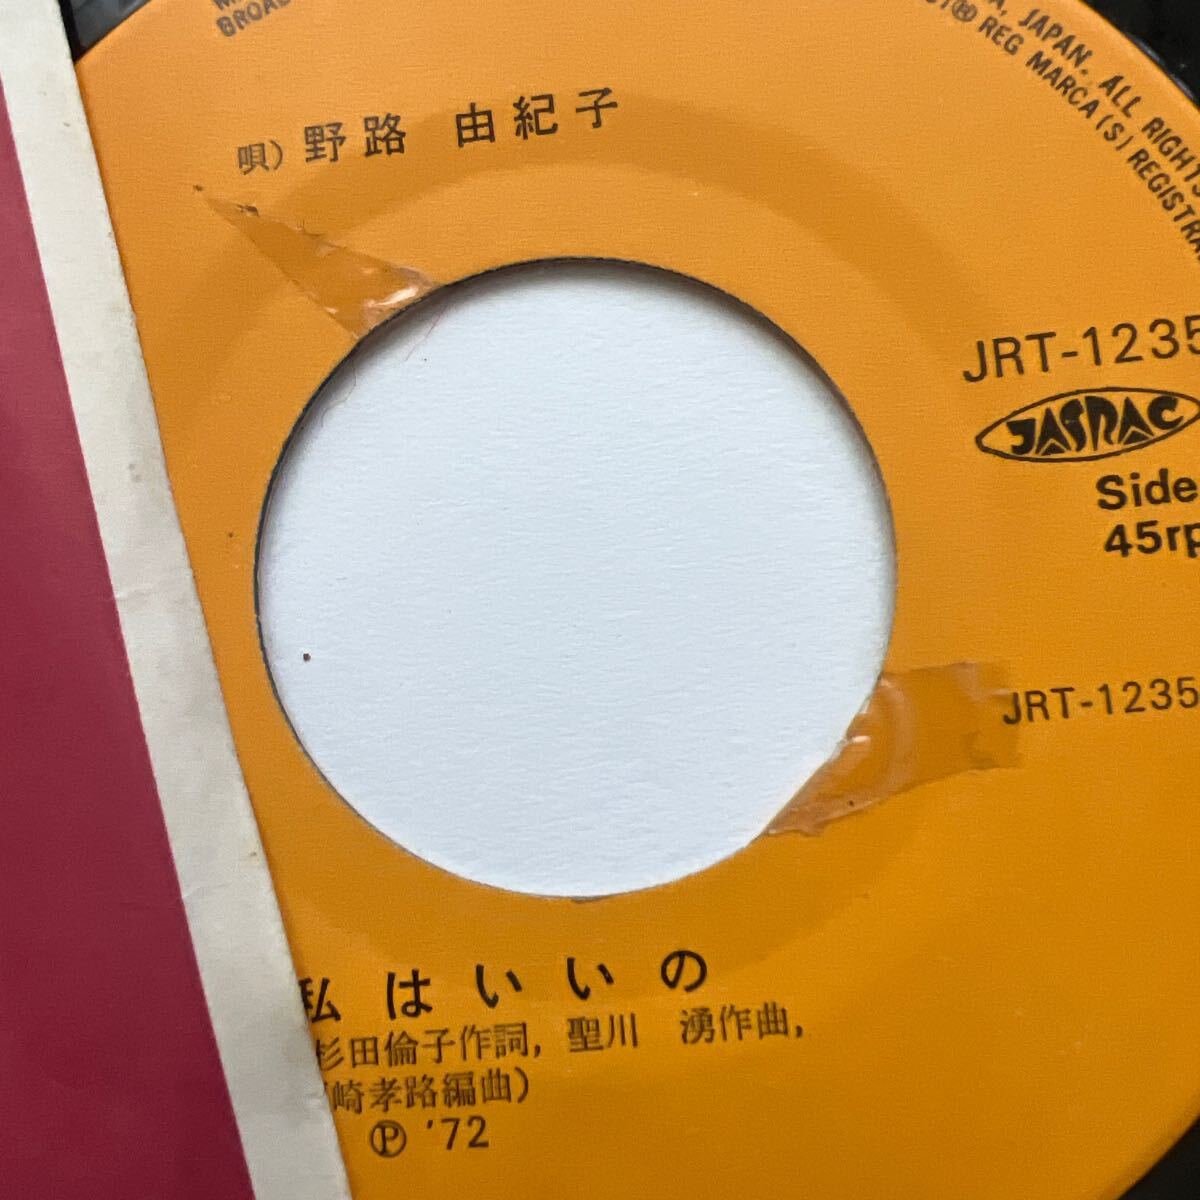 唄) 野路 由紀子
JAPAN. ALL RIGHTS
REG MARCA(S) REGISTRA
JRT-1235
JASRAC
Side
45rp
JRT-1235
私はいいの
杉田倫子作詞, 聖川 湧作曲,
崎孝路編曲)
Ⓟ '72